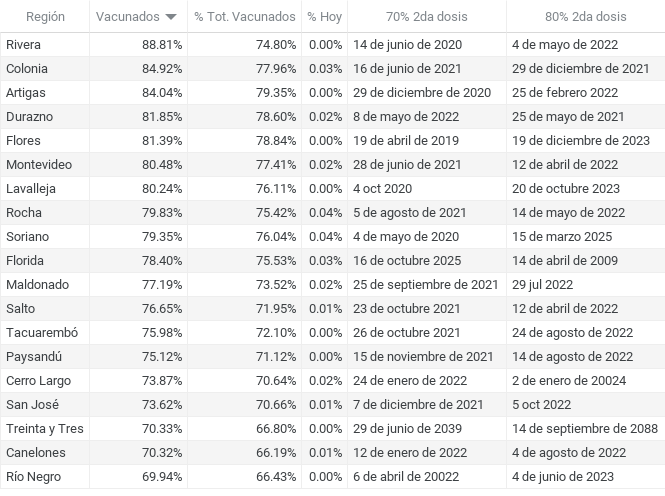 Región Vacunados % Tot. Vacunados % Hoy 70% 2da dosis 80% 2da dosis
Rivera 88.81% 74.80% 0.00% 14 de junio de 2020 4 de mayo de 2022
Colonia 84.92% 77.96% 0.03% 16 de junio de 2021 29 de diciembre de 2021
Artigas 84.04% 79.35% 0.00% 29 de diciembre de 2020 25 de febrero 2022
Durazno 81.85% 78.60% 0.02% 8 de mayo de 2022 25 de mayo de 2021
Flores 81.39% 78.84% 0.00% 19 de abril de 2019 19 de diciembre de 2023
Montevideo 80.48% 77.41% 0.02% 28 de junio de 2021 12 de abril de 2022
Lavalleja 80.24% 76.11% 0.00% 4 oct 2020 20 de octubre 2023
Rocha 79.83% 75.42% 0.04% 5 de agosto de 2021 14 de mayo de 2022
Soriano 79.35% 76.04% 0.04% 4 de mayo de 2020 15 de marzo 2025
Florida 78.40% 75.53% 0.03% 16 de octubre 2025 14 de abril de 2009
Maldonado 77.19% 73.52% 0.02% 25 de septiembre de 2021 29 jul 2022
Salto 76.65% 71.95% 0.01% 23 de octubre 2021 12 de abril de 2022
Tacuarembó 75.98% 72.10% 0.00% 26 de octubre 2021 24 de agosto de 2022
Paysandú 75.12% 71.12% 0.00% 15 de noviembre de 2021 14 de agosto de 2022
Cerro Largo 73.87% 70.64% 0.02% 24 de enero de 2022 2 de enero de 20024
San José 73.62% 70.66% 0.01% 7 de diciembre de 2021 5 oct 2022
Treinta y Tres 70.33% 66.80% 0.00% 29 de junio de 2039 14 de septiembre de 2088
Canelones 70.32% 66.19% 0.01% 12 de enero de 2022 4 de agosto de 2022
Río Negro 69.94% 66.43% 0.00% 6 de abril de 20022 4 de junio de 2023